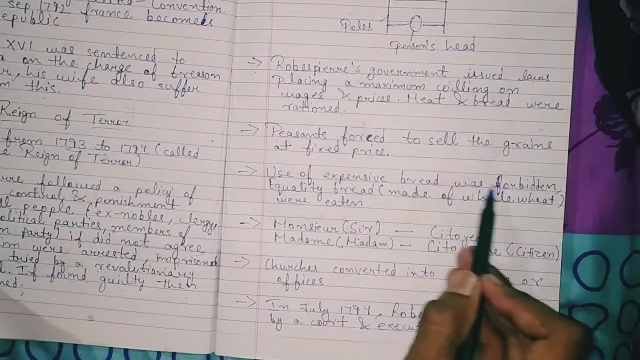 Convention.
sep, 1793 france becomes
republic
XVI was sentenced to
on the charge of treason
his wife also suffer
this.
Reign of Terror
from 1793 to 1794 (called
Reign of Terror)
followed a policy of
control & punishment
people (ex-nobles, clergy
political parties, members of
party) if did not agree
were arrested, imprisoned
tried by a revolutionary
If found guilty then
Poles
Person's head
→ Robespierre's government issued laws
Placing a maximum ceiling on
wages & prices. Meat & bread were
rationed.
→ Peasants forced to sell the grains
at fixed price.
→ Use of expensive bread was forbidden,
Equality bread (made of whole wheat)
were eaten
→ Monsieur (Sir) —
Madame (Madam) — (Citizen)
→ Churches converted into or
offices
→ In July 1794,
by a court &